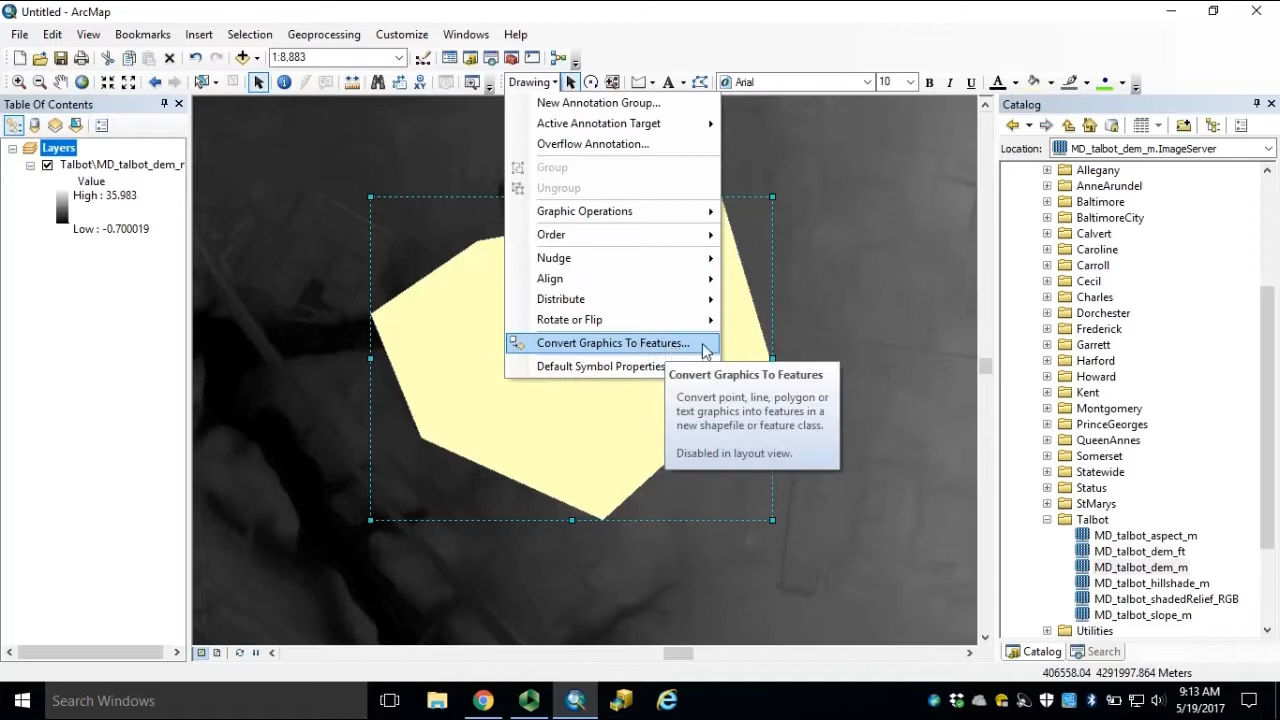 Untitled - ArcMap
File Edit View Bookmarks Insert Selection Geoprocessing Customize Windows Help
1:8,883
Drawing
A
Arial
10
B
I
U
A
Table Of Contents
Layers
Talbot\MD_talbot_dem_r
Value
High : 35.983
Low : -0.700019
New Annotation Group...
Active Annotation Target
Overflow Annotation...
Group
Ungroup
Graphic Operations
Order
Nudge
Align
Distribute
Rotate or Flip
Convert Graphics To Features...
Default Symbol Properties
Convert Graphics To Features
Convert point, line, polygon or
text graphics into features in a
new shapefile or feature class.
Disabled in layout view.
Catalog
Location:
MD_talbot_dem_m.ImageServer
Allegany
AnneArundel
Baltimore
BaltimoreCity
Calvert
Caroline
Carroll
Cecil
Charles
Dorchester
Frederick
Garrett
Harford
Howard
Kent
Montgomery
PrinceGeorges
QueenAnnes
Somerset
Statewide
Status
StMarys
Talbot
MD_talbot_aspect_m
MD_talbot_dem_ft
MD_talbot_dem_m
MD_talbot_hillshade_m
MD_talbot_shadedRelief_RGB
MD_talbot_slope_m
Utilities
Catalog
Search
406558.04 4291997.864 Meters
Search Windows
9:13 AM
5/19/2017